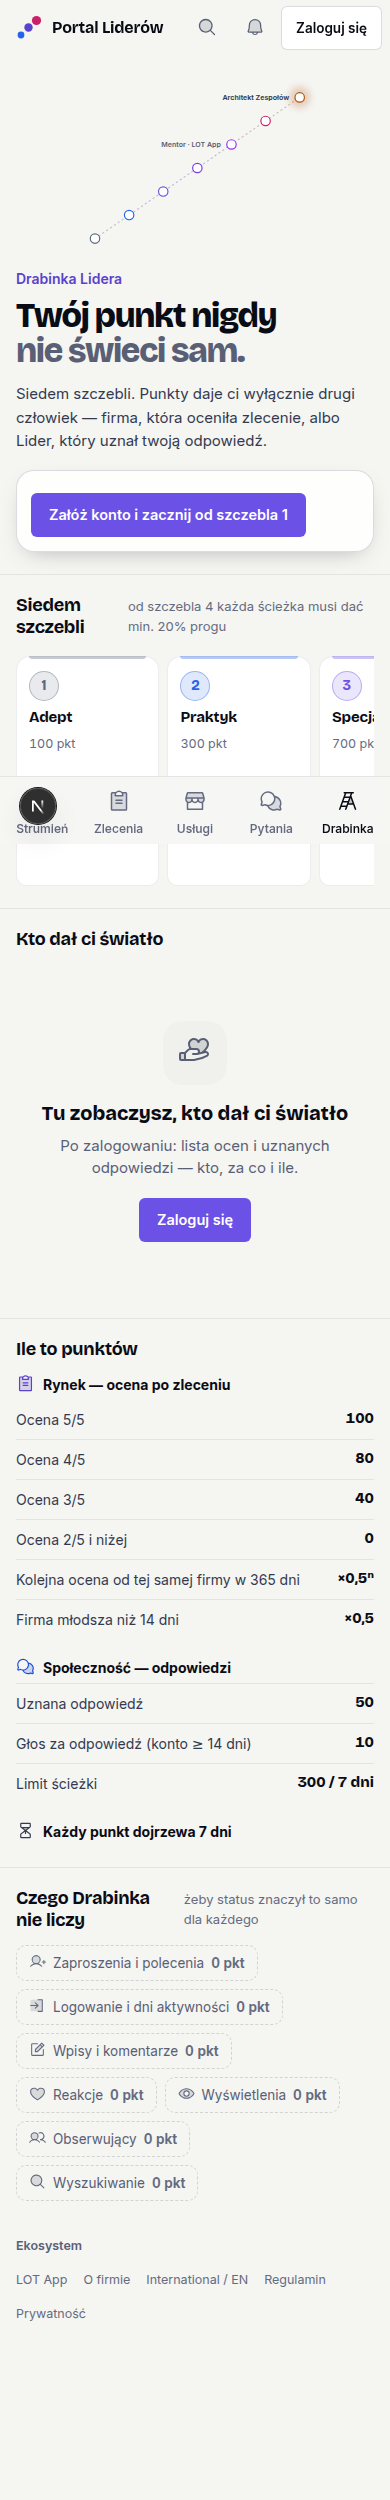 Portal Liderów
Zaloguj się
Architekt Zespołów
Mentor · LOT App
Drabinka Lidera
Twój punkt nigdy
nie świeci sam.
Siedem szczebli. Punkty daje ci wyłącznie drugi
człowiek — firma, która oceniła zlecenie, albo
Lider, który uznał twoją odpowiedź.
Załóż konto i zacznij od szczebla 1
Siedem
szczebli
od szczebla 4 każda ścieżka musi dać
min. 20% progu
1
2
3
Adept
Praktyk
Specja
100 pkt
300 pkt
700 pk
N
Strumień
Zlecenia
Usługi
Pytania
Drabinka
Kto dał ci światło
Tu zobaczysz, kto dał ci światło
Po zalogowaniu: lista ocen i uznanych
odpowiedzi — kto, za co i ile.
Zaloguj się
Ile to punktów
Rynek — ocena po zleceniu
Ocena 5/5 100
Ocena 4/5 80
Ocena 3/5 40
Ocena 2/5 i niżej 0
Kolejna ocena od tej samej firmy w 365 dni ×0,5ⁿ
Firma młodsza niż 14 dni ×0,5
Społeczność — odpowiedzi
Uznana odpowiedź 50
Głos za odpowiedź (konto ≥ 14 dni) 10
Limit ścieżki 300 / 7 dni
Każdy punkt dojrzewa 7 dni
Czego Drabinka
nie liczy
żeby status znaczył to samo
dla każdego
Zaproszenia i polecenia 0 pkt
Logowanie i dni aktywności 0 pkt
Wpisy i komentarze 0 pkt
Reakcje 0 pkt
Wyświetlenia 0 pkt
Obserwujący 0 pkt
Wyszukiwanie 0 pkt
Ekosystem
LOT App
O firmie
International / EN
Regulamin
Prywatność